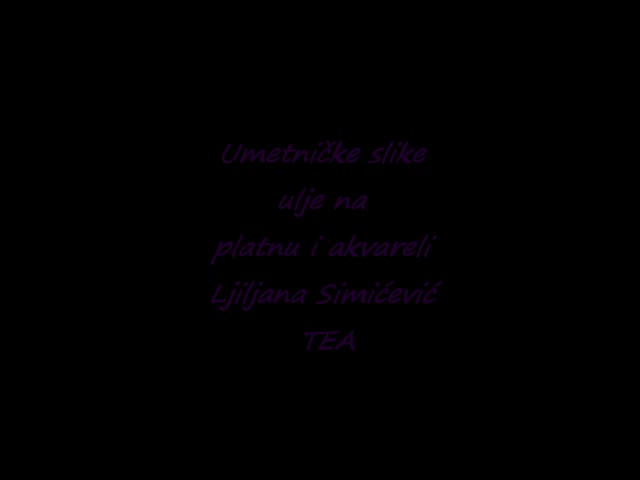 Umetničke slike
ulje na
platnu i akvareli
Ljiljana Simićević
TEA